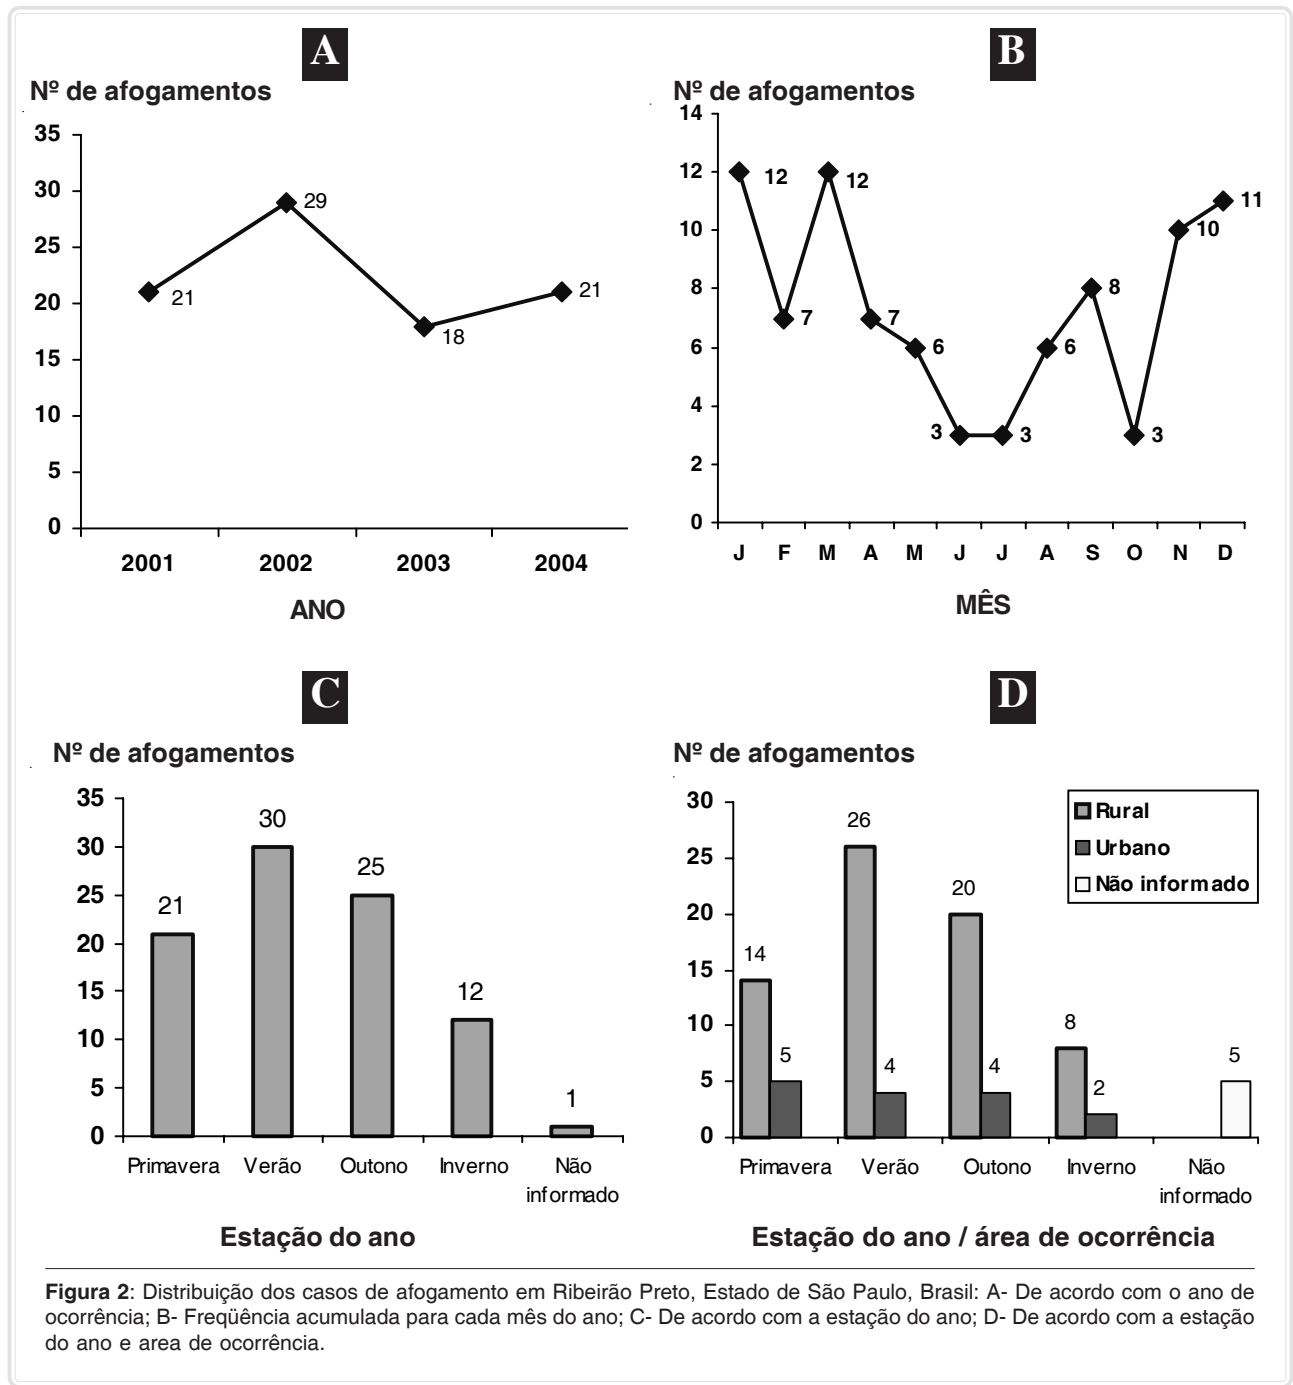 A
Nº de afogamentos
35
30
25
20
15
10
5
0
21
29
18
21
2001 2002 2003 2004
ANO
B
Nº de afogamentos
14
12
10
8
6
4
2
0
12
7
12
7
6
3
3
6
8
3
10
11
J F M A M J J A S O N D
MÊS
C
Nº de afogamentos
35
30
25
20
15
10
5
0
21
30
25
12
1
Primavera Verão Outono Inverno Não
informado
Estação do ano
D
Nº de afogamentos
30
25
20
15
10
5
0
Rural
Urbano
Não informado
14
5
26
4
20
4
8
2
5
Primavera Verão Outono Inverno Não
informado
Estação do ano / área de ocorrência
Figura 2: Distribuição dos casos de afogamento em Ribeirão Preto, Estado de São Paulo, Brasil: A- De acordo com o ano de
ocorrência; B- Freqüência acumulada para cada mês do ano; C- De acordo com a estação do ano; D- De acordo com a estação
do ano e area de ocorrência.